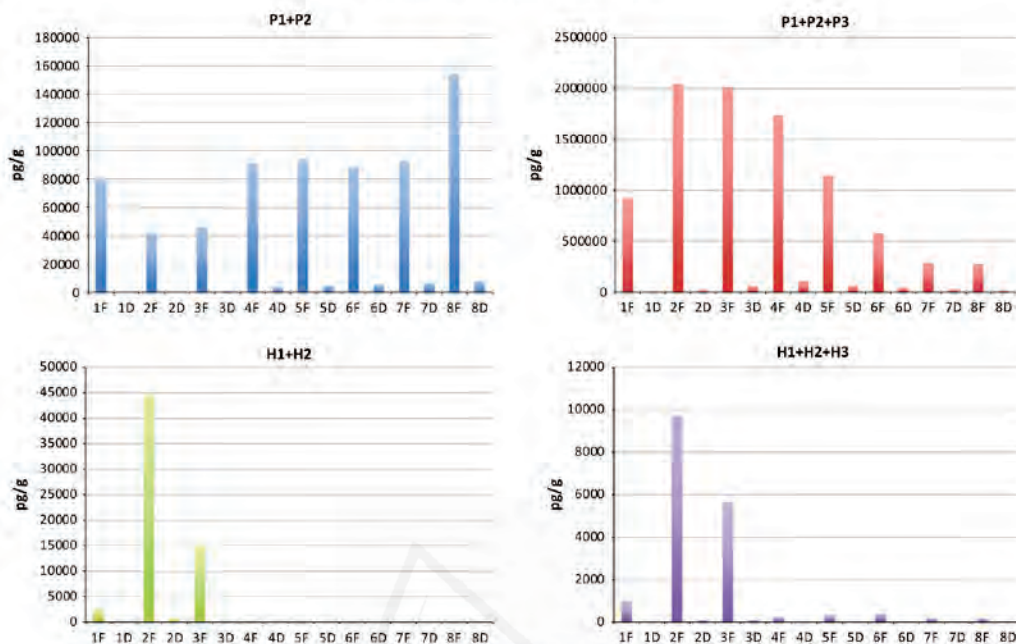 P1+P2
180000
160000
140000
120000
100000
80000
60000
40000
20000
0
pg/g
1F 1D 2F 2D 3F 3D 4F 4D 5F 5D 6F 6D 7F 7D 8F 8D
P1+P2+P3
2500000
2000000
1500000
1000000
500000
0
pg/g
1F 1D 2F 2D 3F 3D 4F 4D 5F 5D 6F 6D 7F 7D 8F 8D
H1+H2
50000
45000
40000
35000
30000
25000
20000
15000
10000
5000
0
pg/g
1F 1D 2F 2D 3F 3D 4F 4D 5F 5D 6F 6D 7F 7D 8F 8D
H1+H2+H3
12000
10000
8000
6000
4000
2000
0
pg/g
1F 1D 2F 2D 3F 3D 4F 4D 5F 5D 6F 6D 7F 7D 8F 8D